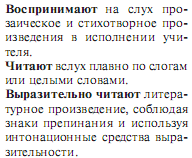 Воспринимают на слух про-
заическое и стихотворное про-
изведения в исполнении учи-
теля.
Читают вслух плавно по слогам
или целыми словами.
Выразительно читают литера-
турное произведение, соблюдая
знаки препинания и используя
интонационные средства выра-
зительности.